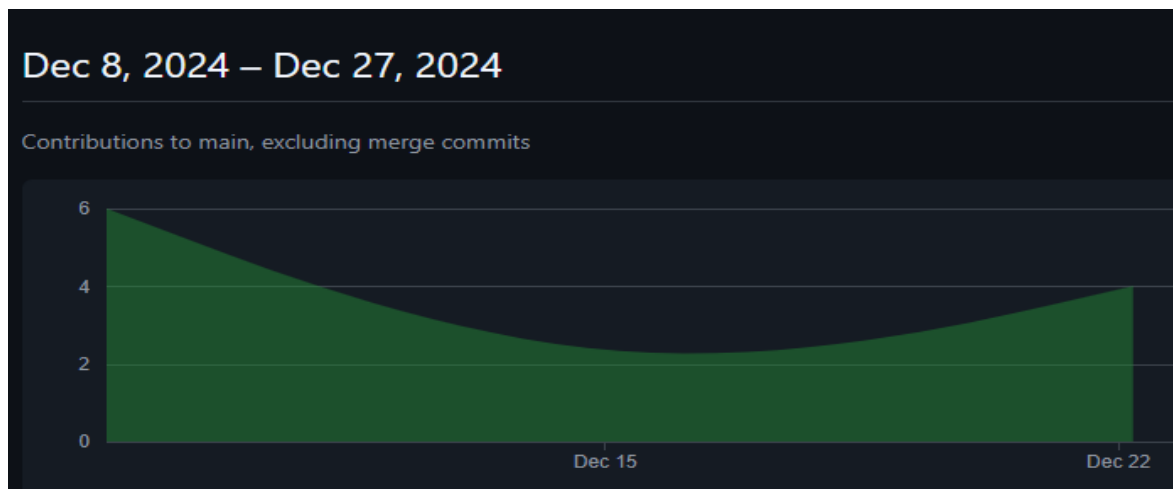 Dec 8, 2024 – Dec 27, 2024
Contributions to main, excluding merge commits
6
4
2
0
Dec 15
Dec 22